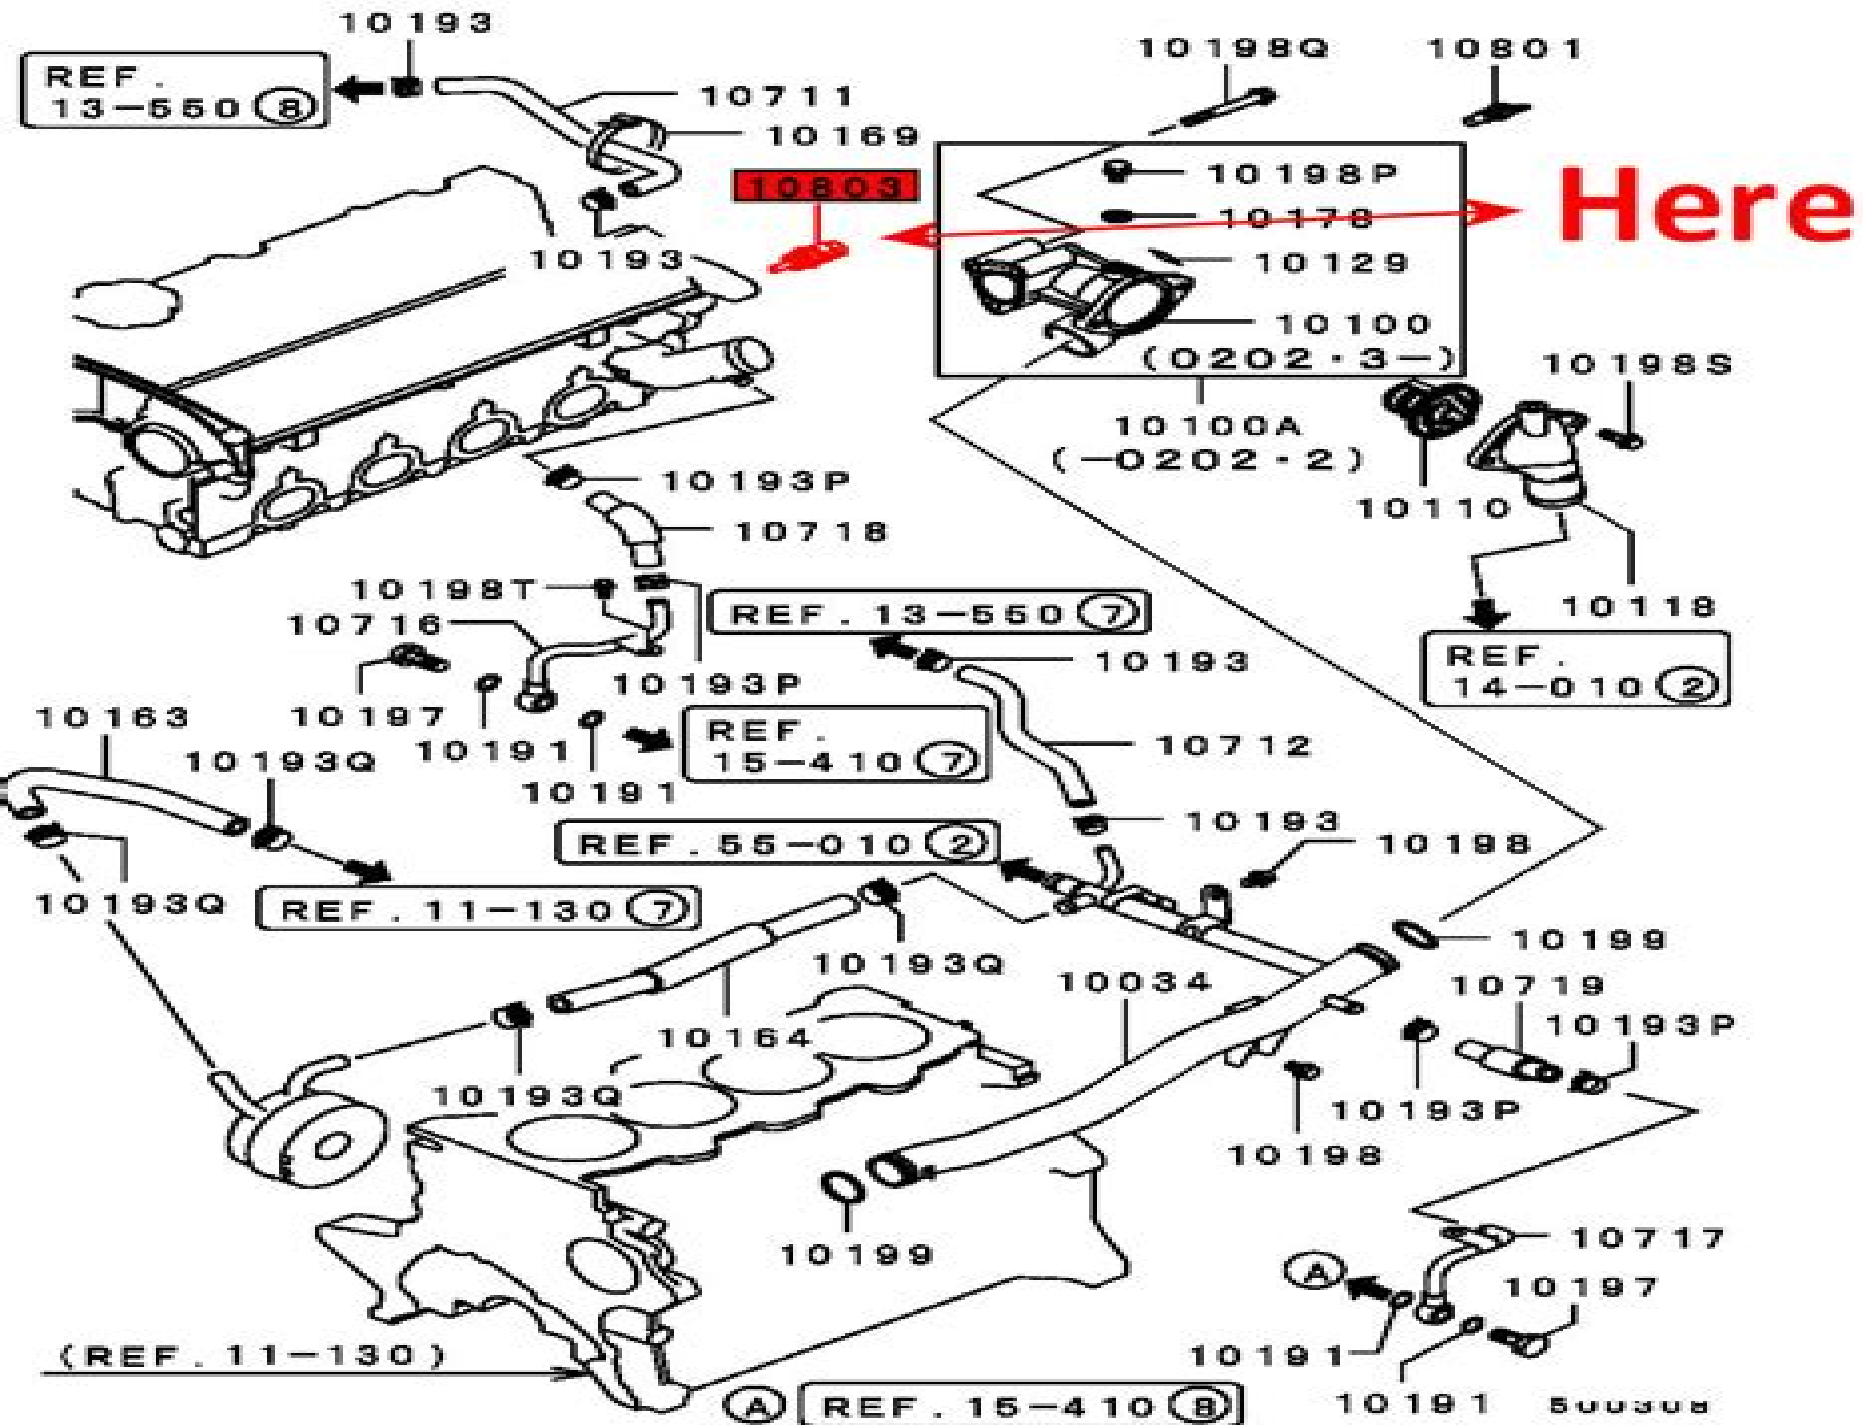 10193
10198Q
10801
REF.
13-550 8
10711
10169
10803
10198P
10178
Here
10193
10129
10100
(0202.3-)
10198S
10100A
(-0202.2)
10193P
10110
10718
10198T
REF.13-550 7
10118
10716
10193
REF.
14-010 2
10193P
10163
10197
10191
REF.
15-410 7
10712
10193Q
10191
10193
REF.55-010 2
10198
10193Q
REF.11-130 7
10199
10193Q
10034
10719
10164
10193P
10193Q
10193P
10198
10199
10717
A
10197
(REF.11-130)
10191
A REF.15-410 8
10191
500308